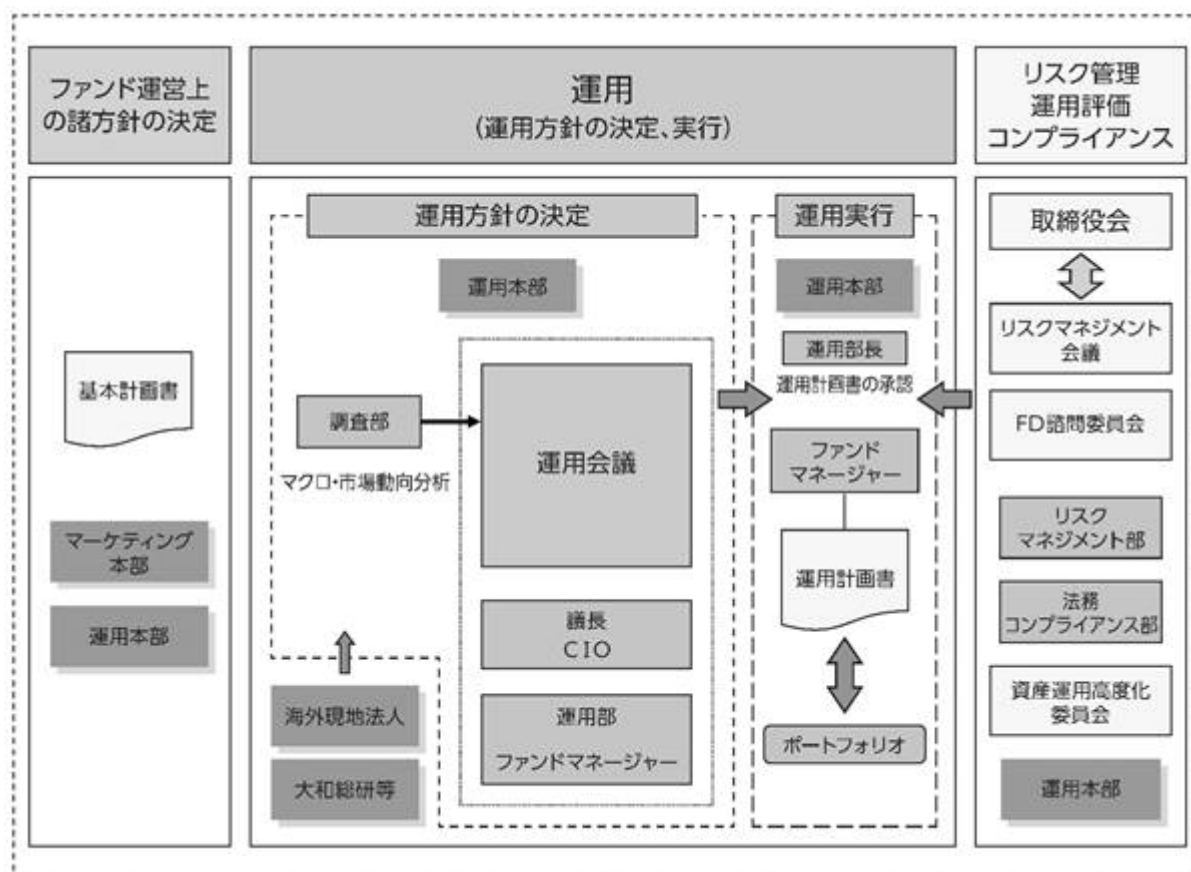 ファンド運営上
の諸方針の決定
基本計画書
マーケティング
本部
運用本部
運用
(運用方針の決定、実行)
運用方針の決定
運用本部
調査部
マクロ・市場動向分析
運用会議
議長
CIO
運用部
ファンドマネージャー
海外現地法人
大和総研等
運用実行
運用本部
運用部長
運用計画書の承認
ファンド
マネージャー
運用計画書
ポートフォリオ
リスク管理
運用評価
コンプライアンス
取締役会
リスクマネジメント
会議
FD諮問委員会
リスク
マネジメント部
法務
コンプライアンス部
資産運用高度化
委員会
運用本部